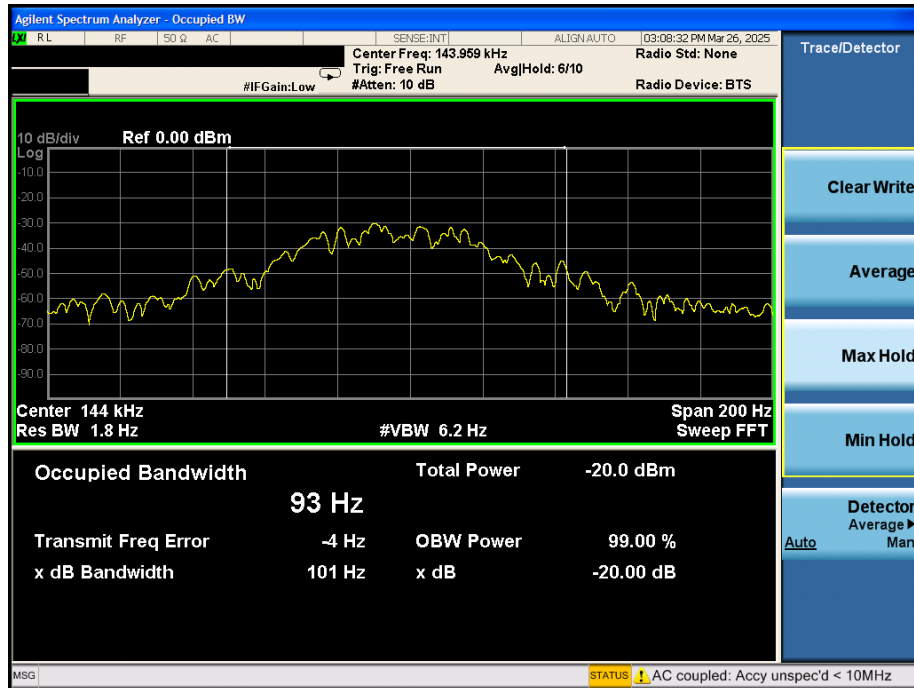 Agilent Spectrum Analyzer - Occupied BW
LXI RL RF 50 Ω AC SENSE:INT ALIGN AUTO 03:08:32 PM Mar 26, 2025
Center Freq: 143.959 kHz Radio Std: None
Trig: Free Run Avg|Hold: 6/10
#IFGain:Low #Atten: 10 dB Radio Device: BTS
Trace/Detector
10 dB/div Ref 0.00 dBm
Log
-10.0
-20.0
-30.0
-40.0
-50.0
-60.0
-70.0
-80.0
-90.0
Center 144 kHz Span 200 Hz
Res BW 1.8 Hz #VBW 6.2 Hz Sweep FFT
Occupied Bandwidth Total Power -20.0 dBm
93 Hz
Transmit Freq Error -4 Hz OBW Power 99.00 %
x dB Bandwidth 101 Hz x dB -20.00 dB
Clear Write
Average
Max Hold
Min Hold
Detector
Average
Auto Man
MSG STATUS AC coupled: Accy unspec'd < 10MHz